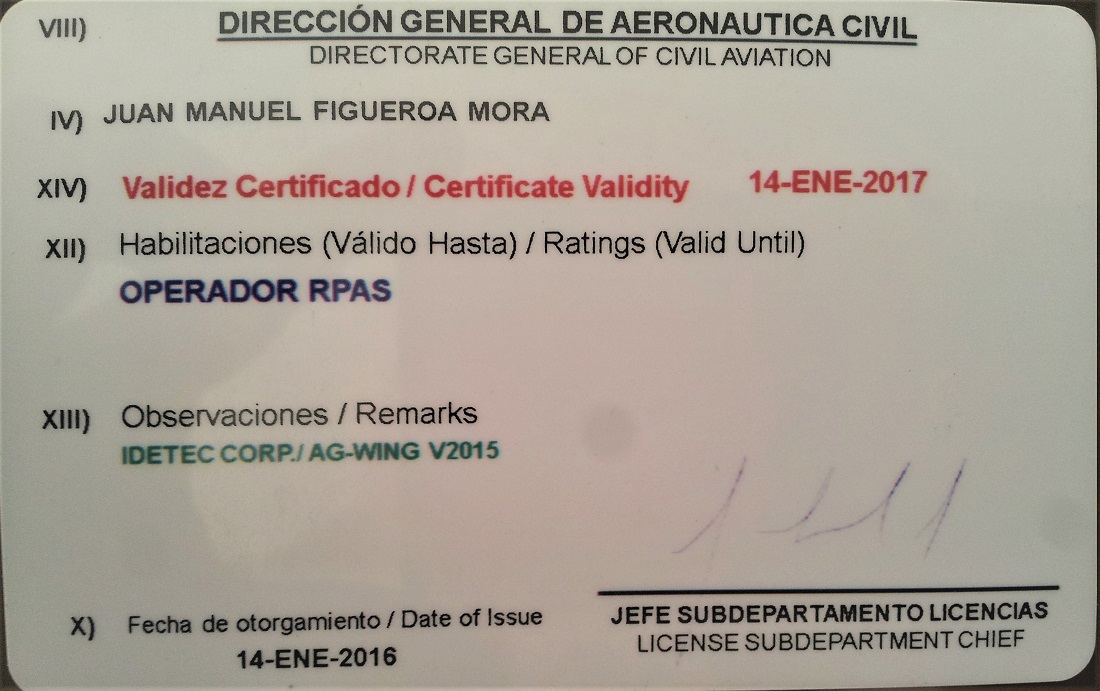 VIII) DIRECCIÓN GENERAL DE AERONAUTICA CIVIL
DIRECTORATE GENERAL OF CIVIL AVIATION
IV) JUAN MANUEL FIGUEROA MORA
XIV) Validez Certificado / Certificate Validity 14-ENE-2017
XII) Habilitaciones (Válido Hasta) / Ratings (Valid Until)
OPERADOR RPAS
XIII) Observaciones / Remarks
IDETEC CORP./ AG-WING V2015
X) Fecha de otorgamiento / Date of Issue
14-ENE-2016
JEFE SUBDEPARTAMENTO LICENCIAS
LICENSE SUBDEPARTMENT CHIEF